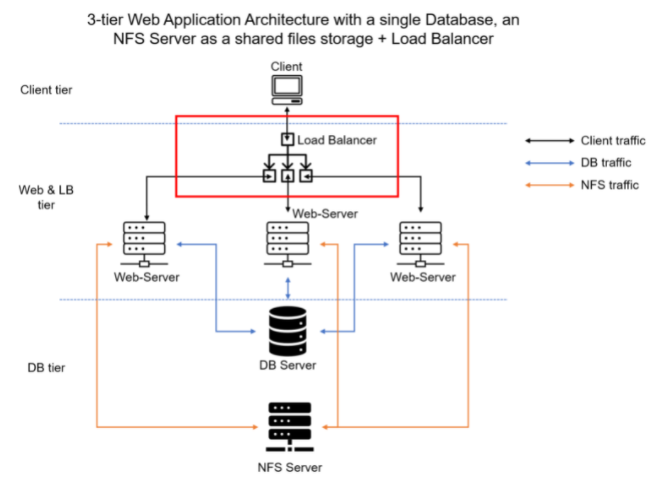 3-tier Web Application Architecture with a single Database, an
NFS Server as a shared files storage + Load Balancer
Client
Client tier
Load Balancer
Client traffic
DB traffic
NFS traffic
Web & LB
tier
Web-Server
Web-Server
Web-Server
DB Server
DB tier
NFS Server